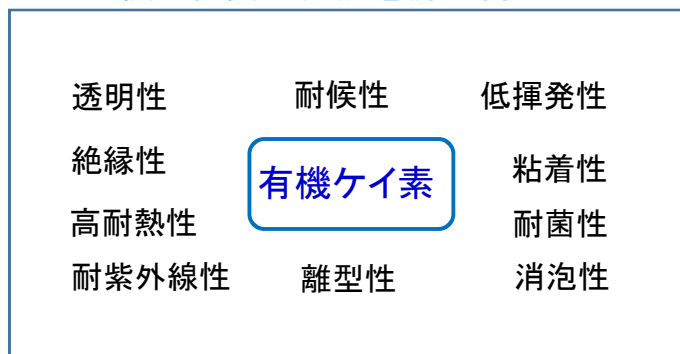 透明性 耐候性 低揮発性
絶縁性 粘着性
有機ケイ素
高耐熱性 耐菌性
耐紫外線性 離型性 消泡性